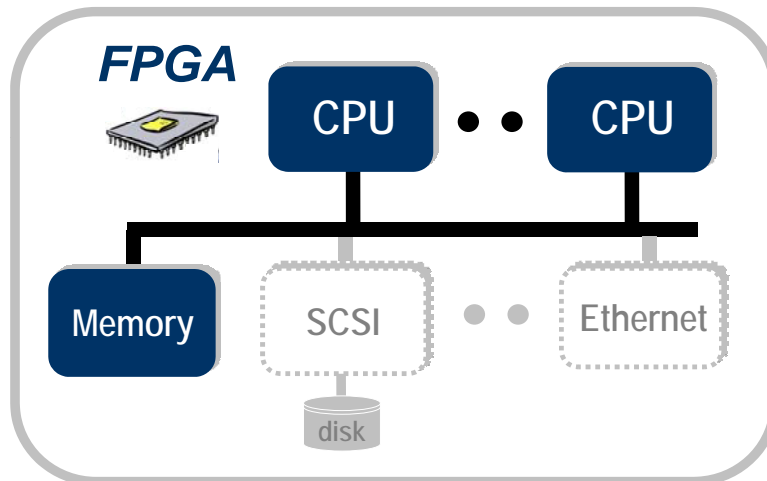 FPGA
CPU
CPU
Memory
SCSI
Ethernet
disk